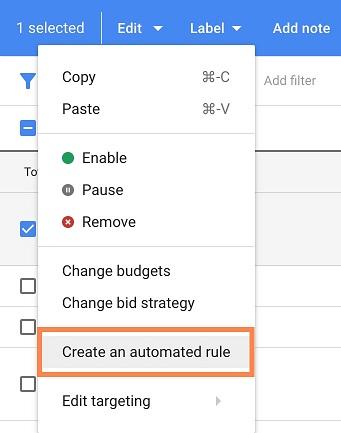 1 selected Edit Label Add note
Add filter
Copy ⌘-C
Paste ⌘-V
To
Enable
Pause
Remove
Change budgets
Change bid strategy
Create an automated rule
Edit targeting